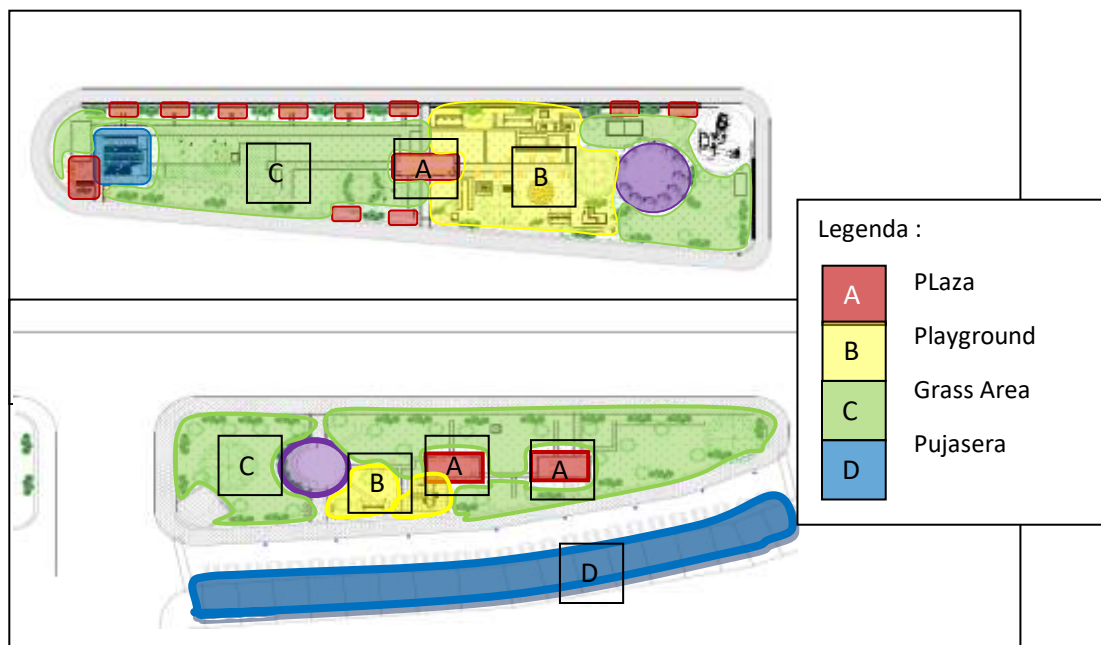 C
A
B
Legenda :
A PLaza
B Playground
C Grass Area
D Pujasera
C
B
A
A
D